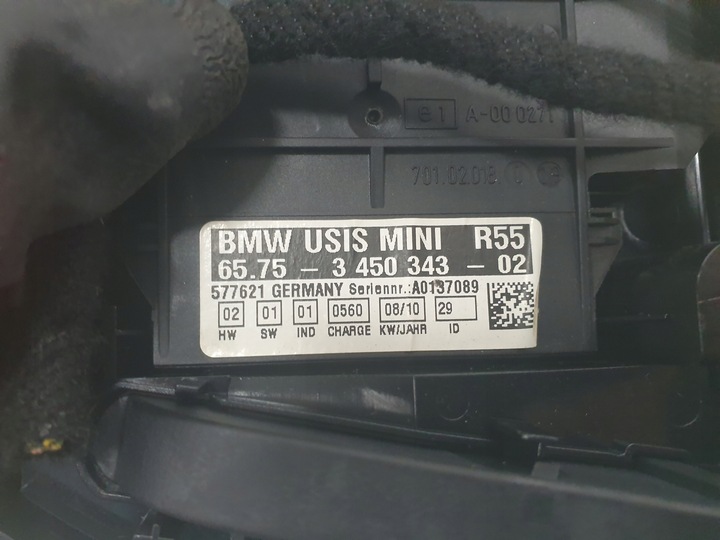 e1 A-00 0271
701.02.018
BMW USIS MINI R55
65.75 - 3 450 343 - 02
577621 GERMANY Seriennr.:A0137089
02 01 01 0560 08/10 29
HW SW IND CHARGE KW/JAHR ID